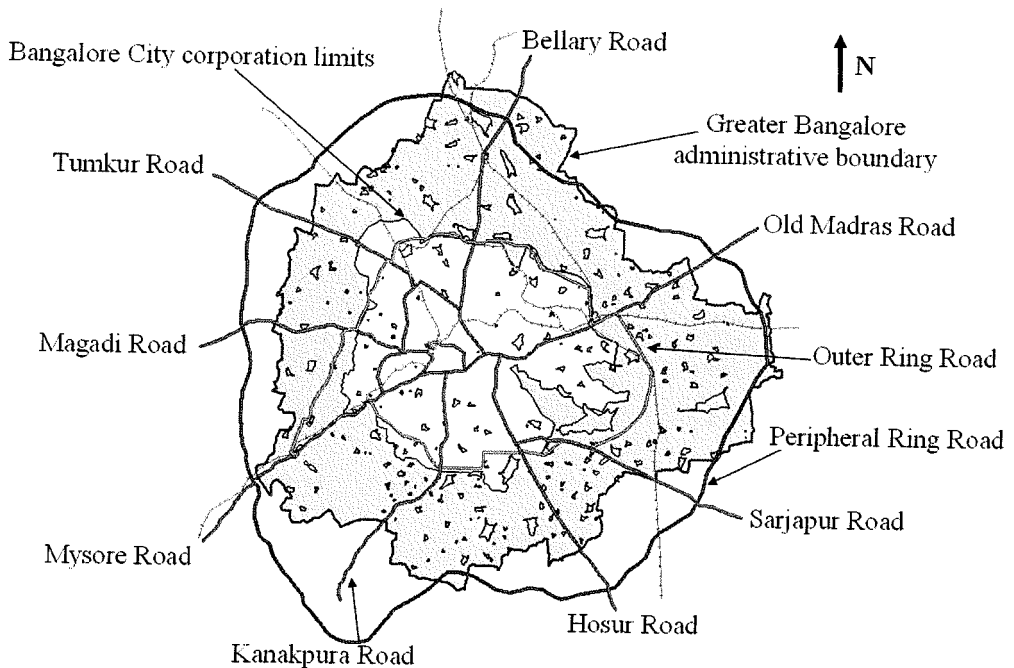 Bellary Road
Bangalore City corporation limits
N
Greater Bangalore
administrative boundary
Tumkur Road
Old Madras Road
Magadi Road
Outer Ring Road
Peripheral Ring Road
Sarjapur Road
Mysore Road
Hosur Road
Kanakpura Road